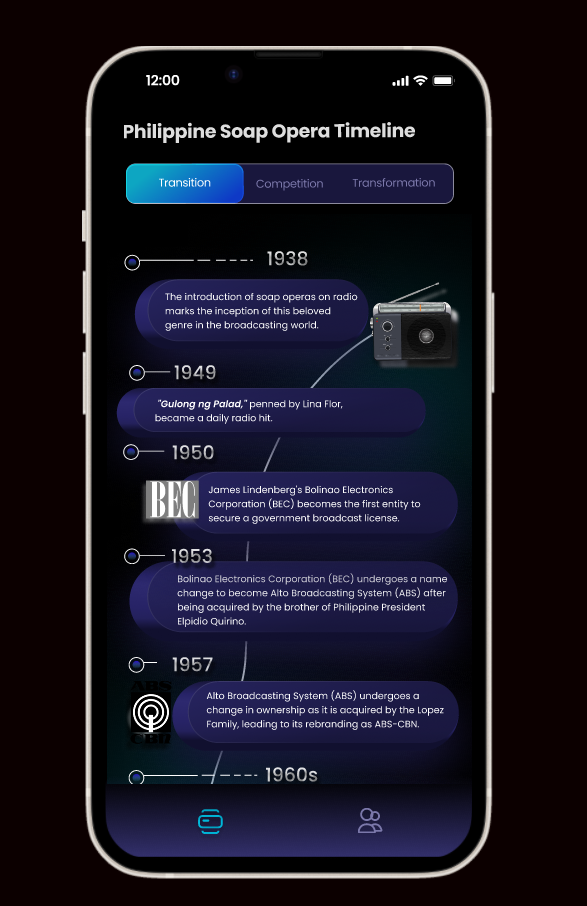 12:00
Philippine Soap Opera Timeline
Transition Competition Transformation
1938
The introduction of soap operas on radio
marks the inception of this beloved
genre in the broadcasting world.
1949
"Gulong ng Palad," penned by Lina Flor,
became a daily radio hit.
1950
BEC
James Lindenberg's Bolinao Electronics
Corporation (BEC) becomes the first entity to
secure a government broadcast license.
1953
Bolinao Electronics Corporation (BEC) undergoes a name
change to become Alto Broadcasting System (ABS) after
being acquired by the brother of Philippine President
Elpidio Quirino.
1957
Alto Broadcasting System (ABS) undergoes a
change in ownership as it is acquired by the Lopez
Family, leading to its rebranding as ABS-CBN.
1960s